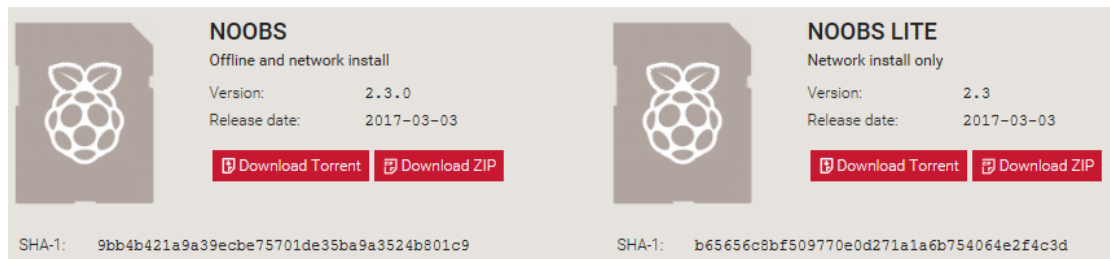 NOOBS
Offline and network install
Version: 2.3.0
Release date: 2017-03-03
Download Torrent Download ZIP
SHA-1: 9bb4b421a9a39ecbe75701de35ba9a3524b801c9
NOOBS LITE
Network install only
Version: 2.3
Release date: 2017-03-03
Download Torrent Download ZIP
SHA-1: b65656c8bf509770e0d271a1a6b754064e2f4c3d